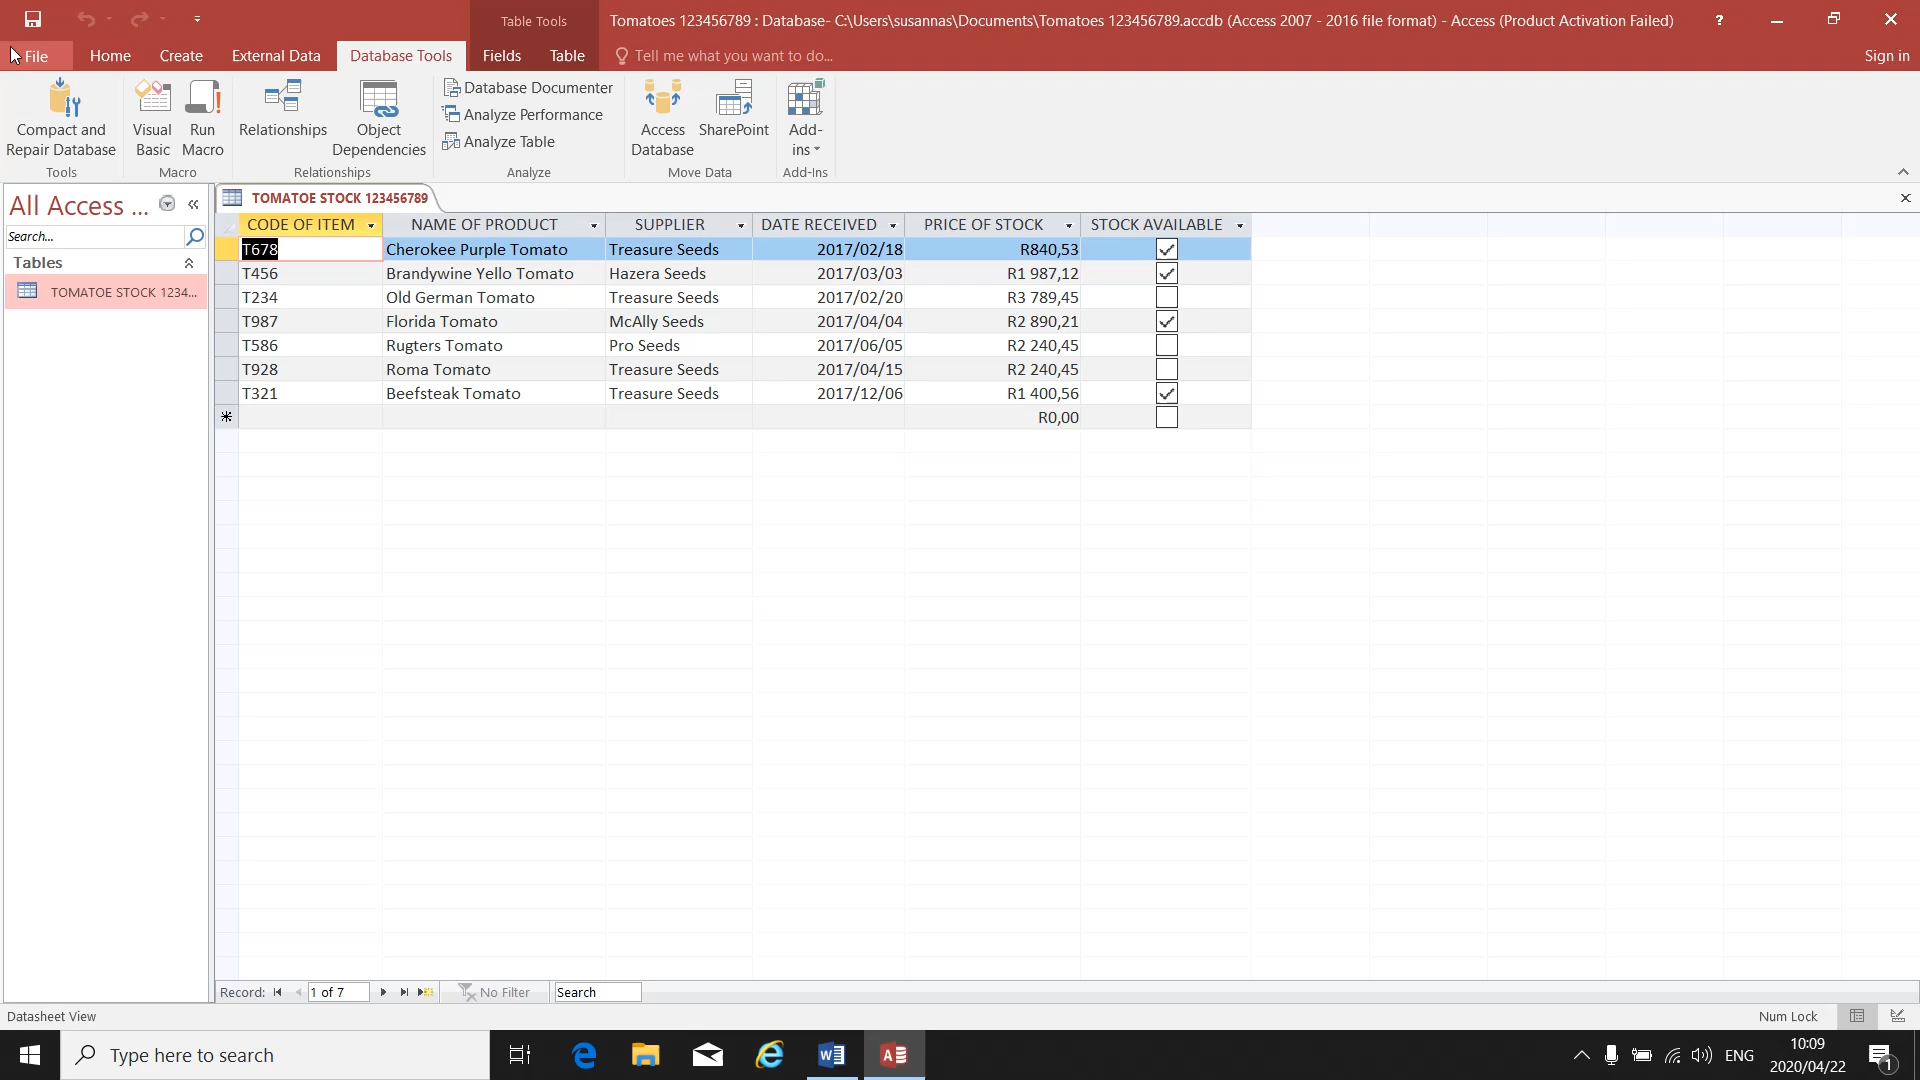 Table Tools
Tomatoes 123456789 : Database- C:\Users\susannas\Documents\Tomatoes 123456789.accdb (Access 2007 - 2016 file format) - Access (Product Activation Failed)
?
File Home Create External Data Database Tools Fields Table Tell me what you want to do... Sign in
Compact and
Repair Database
Visual
Basic
Run
Macro
Relationships
Object
Dependencies
Database Documenter
Analyze Performance
Analyze Table
Access
Database
SharePoint
Add-
ins
Tools Macro Relationships Analyze Move Data Add-Ins
All Access ...
Search...
Tables
TOMATOE STOCK 1234...
TOMATOE STOCK 123456789
CODE OF ITEM NAME OF PRODUCT SUPPLIER DATE RECEIVED PRICE OF STOCK STOCK AVAILABLE
T678 Cherokee Purple Tomato Treasure Seeds 2017/02/18 R840,53
T456 Brandywine Yello Tomato Hazera Seeds 2017/03/03 R1 987,12
T234 Old German Tomato Treasure Seeds 2017/02/20 R3 789,45
T987 Florida Tomato McAlly Seeds 2017/04/04 R2 890,21
T586 Rugters Tomato Pro Seeds 2017/06/05 R2 240,45
T928 Roma Tomato Treasure Seeds 2017/04/15 R2 240,45
T321 Beefsteak Tomato Treasure Seeds 2017/12/06 R1 400,56
R0,00
Record: 1 of 7 No Filter Search
Datasheet View Num Lock
Type here to search
ENG
10:09
2020/04/22
1